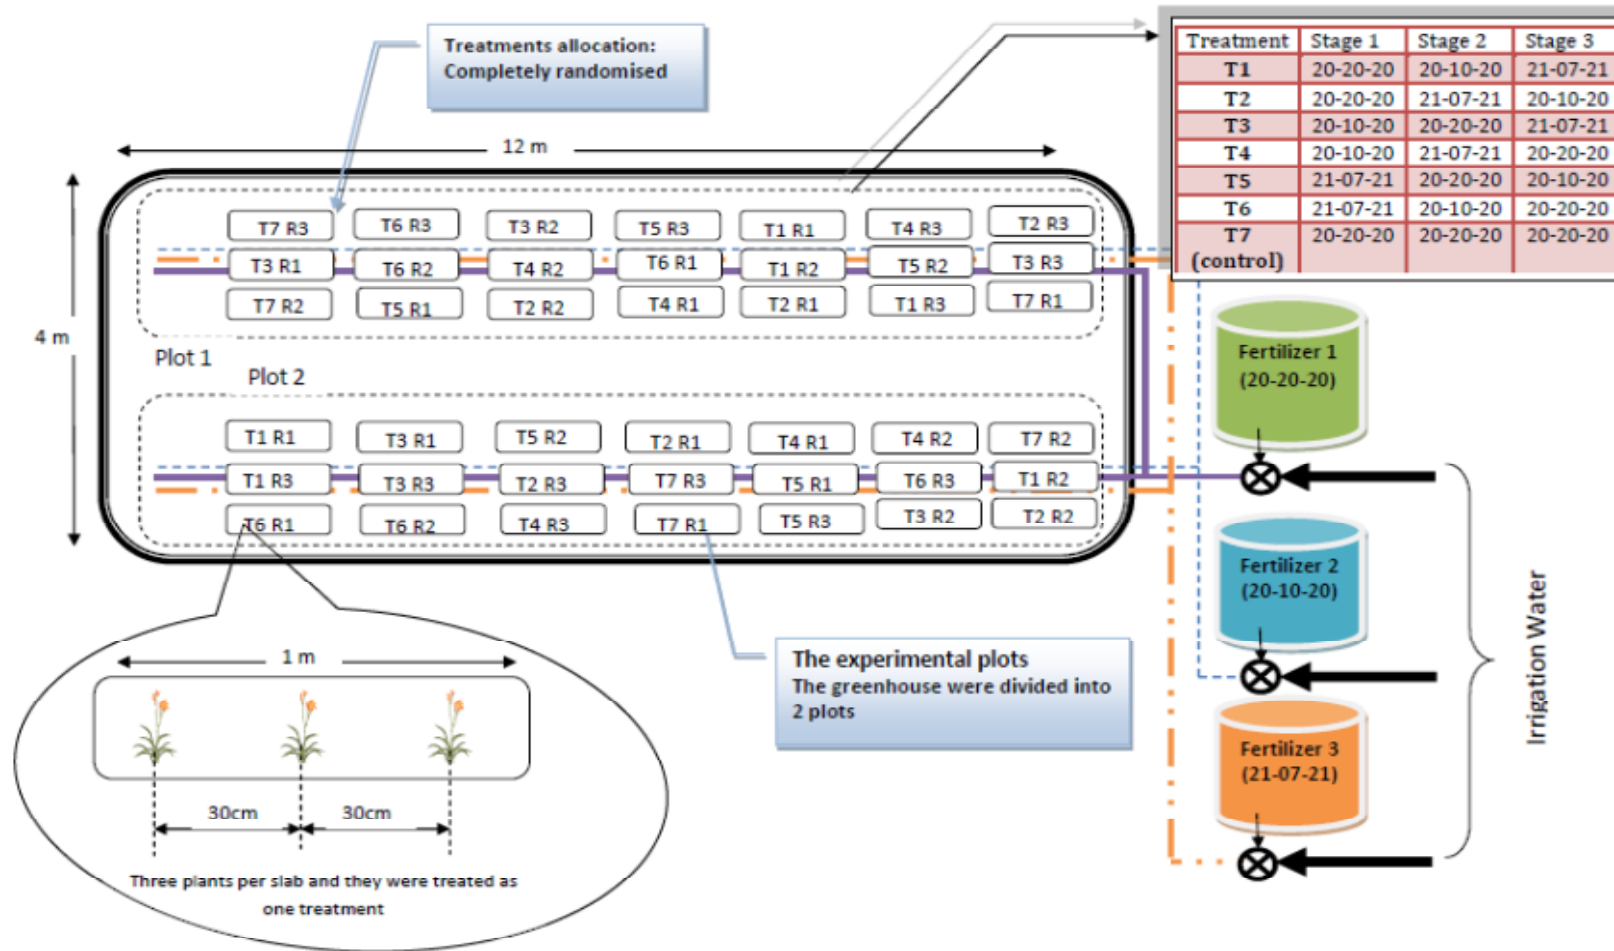 Treatments allocation:
Completely randomised
Treatment Stage 1 Stage 2 Stage 3
T1 20-20-20 20-10-20 21-07-21
T2 20-20-20 21-07-21 20-10-20
T3 20-10-20 20-20-20 21-07-21
T4 20-10-20 21-07-21 20-20-20
T5 21-07-21 20-20-20 20-10-20
T6 21-07-21 20-10-20 20-20-20
T7 20-20-20 20-20-20 20-20-20
(control)
12 m
4 m
T7 R3 T6 R3 T3 R2 T5 R3 T1 R1 T4 R3 T2 R3
T3 R1 T6 R2 T4 R2 T6 R1 T1 R2 T5 R2 T3 R3
T7 R2 T5 R1 T2 R2 T4 R1 T2 R1 T1 R3 T7 R1
Plot 1
Plot 2
T1 R1 T3 R1 T5 R2 T2 R1 T4 R1 T4 R2 T7 R2
T1 R3 T3 R3 T2 R3 T7 R3 T5 R1 T6 R3 T1 R2
T6 R1 T6 R2 T4 R3 T7 R1 T5 R3 T3 R2 T2 R2
Fertilizer 1
(20-20-20)
Fertilizer 2
(20-10-20)
Fertilizer 3
(21-07-21)
Irrigation Water
The experimental plots
The greenhouse were divided into
2 plots
1 m
30cm 30cm
Three plants per slab and they were treated as
one treatment